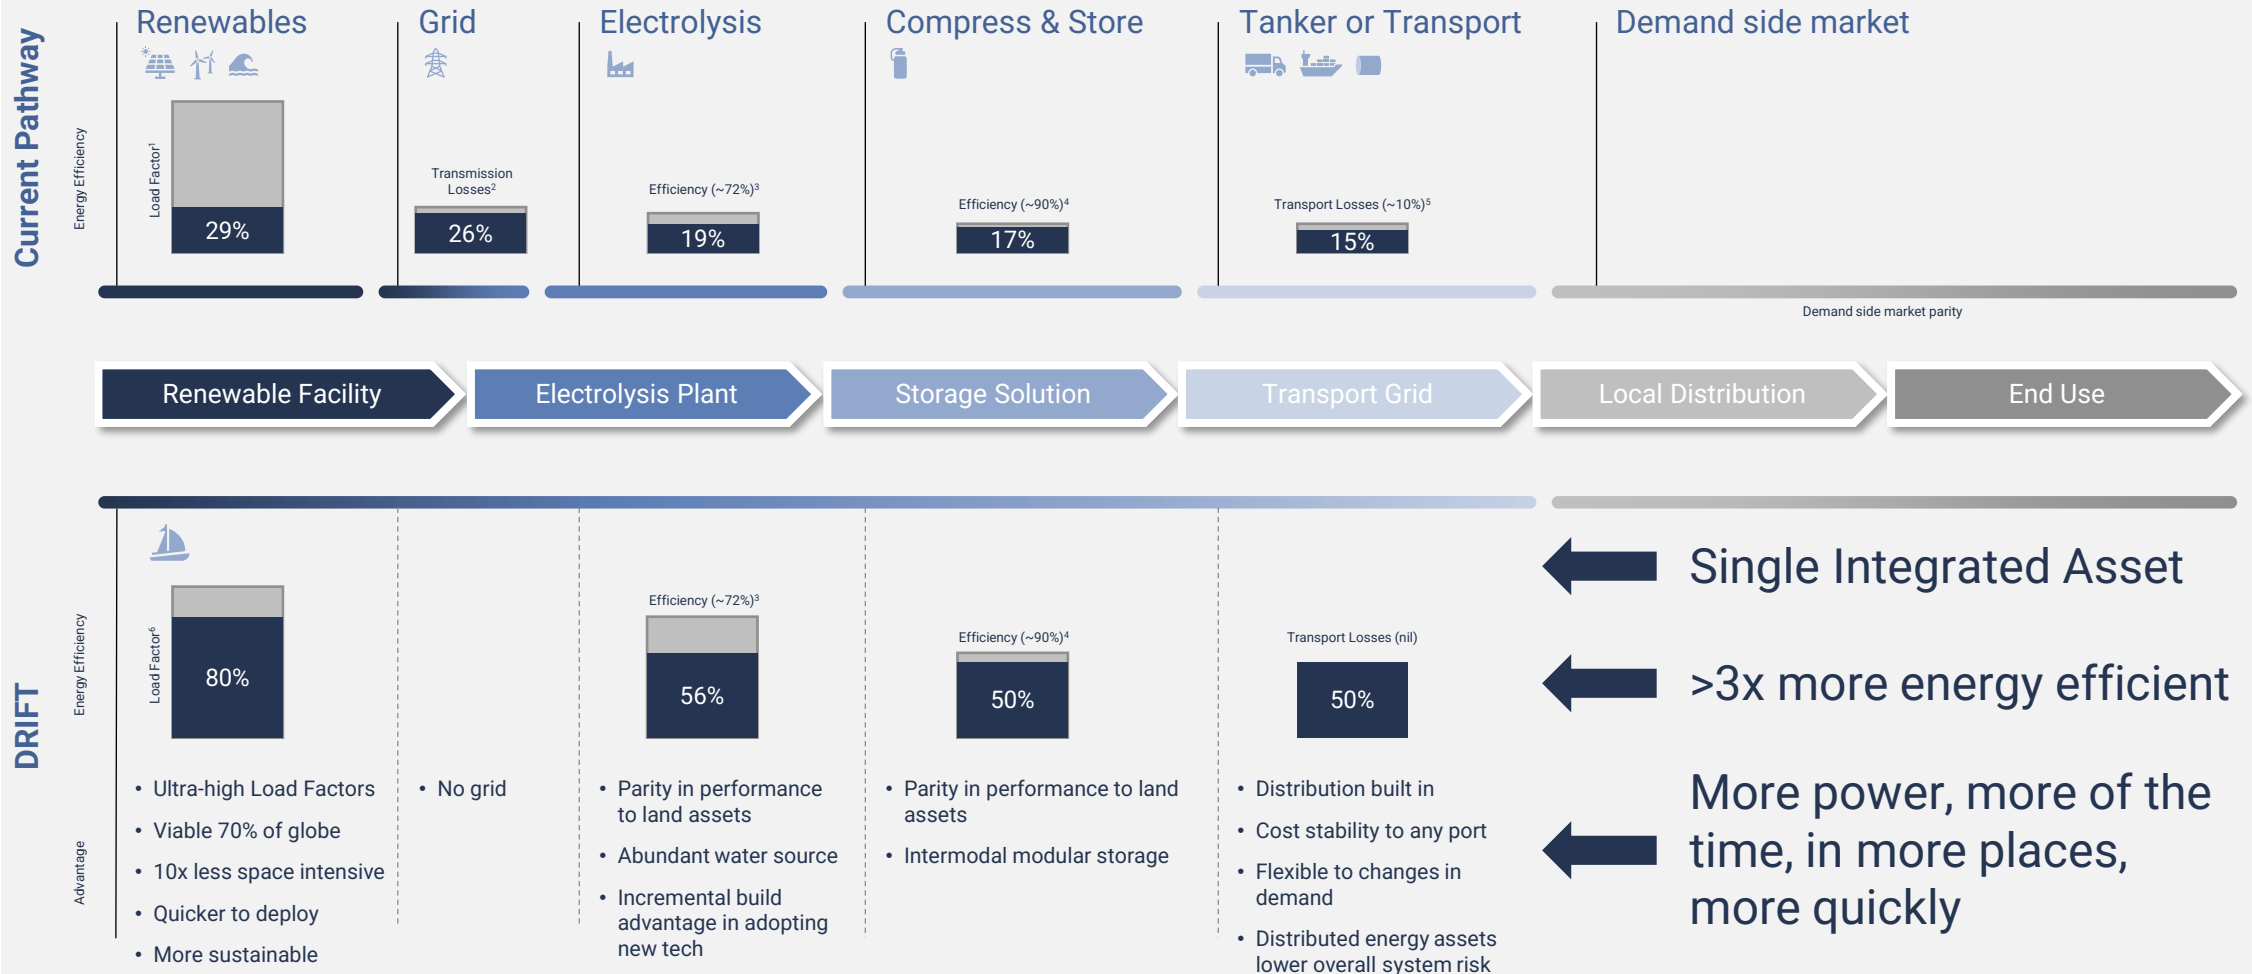 Current Pathway
Energy Efficiency
Renewables
Load Factor¹
29%
Grid
Transmission
Losses²
26%
Electrolysis
Efficiency (~72%)³
19%
Compress & Store
Efficiency (~90%)⁴
17%
Tanker or Transport
Transport Losses (~10%)⁵
15%
Demand side market
Demand side market parity
Renewable Facility
Electrolysis Plant
Storage Solution
Transport Grid
Local Distribution
End Use
DRIFT
Energy Efficiency
Load Factor⁶
80%
Efficiency (~72%)³
56%
Efficiency (~90%)⁴
50%
Transport Losses (nil)
50%
Single Integrated Asset
>3x more energy efficient
More power, more of the
time, in more places,
more quickly
Advantage
• Ultra-high Load Factors
• Viable 70% of globe
• 10x less space intensive
• Quicker to deploy
• More sustainable
• No grid
• Parity in performance
to land assets
• Abundant water source
• Incremental build
advantage in adopting
new tech
• Parity in performance to land
assets
• Intermodal modular storage
• Distribution built in
• Cost stability to any port
• Flexible to changes in
demand
• Distributed energy assets
lower overall system risk